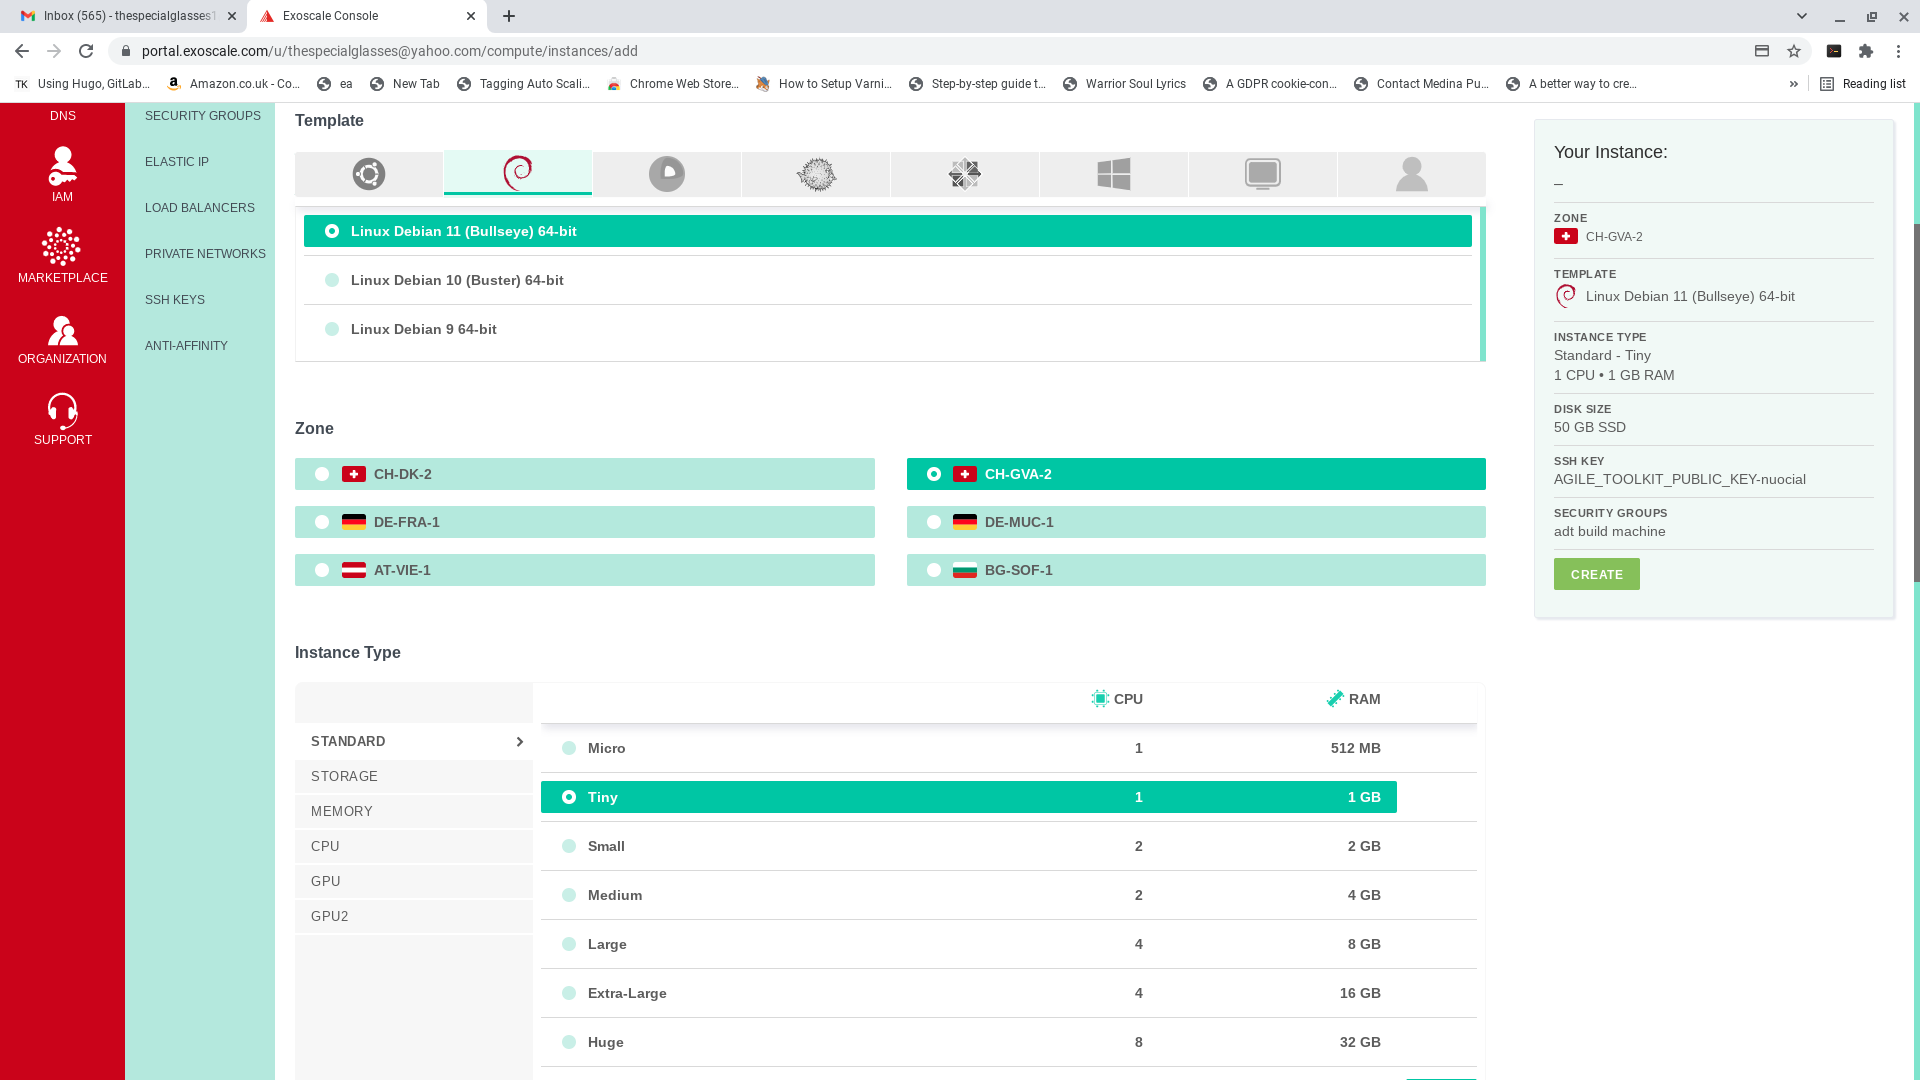 Inbox (565) - thespecialglasses1
Exoscale Console
portal.exoscale.com/u/thespecialglasses@yahoo.com/compute/instances/add
TK Using Hugo, GitLab…
Amazon.co.uk - Co…
ea
New Tab
Tagging Auto Scali…
Chrome Web Store…
How to Setup Varni…
Step-by-step guide t…
Warrior Soul Lyrics
A GDPR cookie-con…
Contact Medina Pu…
A better way to cre…
»
Reading list
DNS
IAM
MARKETPLACE
ORGANIZATION
SUPPORT
SECURITY GROUPS
ELASTIC IP
LOAD BALANCERS
PRIVATE NETWORKS
SSH KEYS
ANTI-AFFINITY
Template
Linux Debian 11 (Bullseye) 64-bit
Linux Debian 10 (Buster) 64-bit
Linux Debian 9 64-bit
Zone
CH-DK-2
CH-GVA-2
DE-FRA-1
DE-MUC-1
AT-VIE-1
BG-SOF-1
Instance Type
STANDARD
STORAGE
MEMORY
CPU
GPU
GPU2
CPU RAM
Micro 1 512 MB
Tiny 1 1 GB
Small 2 2 GB
Medium 2 4 GB
Large 4 8 GB
Extra-Large 4 16 GB
Huge 8 32 GB
Your Instance:
–
ZONE
CH-GVA-2
TEMPLATE
Linux Debian 11 (Bullseye) 64-bit
INSTANCE TYPE
Standard - Tiny
1 CPU • 1 GB RAM
DISK SIZE
50 GB SSD
SSH KEY
AGILE_TOOLKIT_PUBLIC_KEY-nuocial
SECURITY GROUPS
adt build machine
CREATE